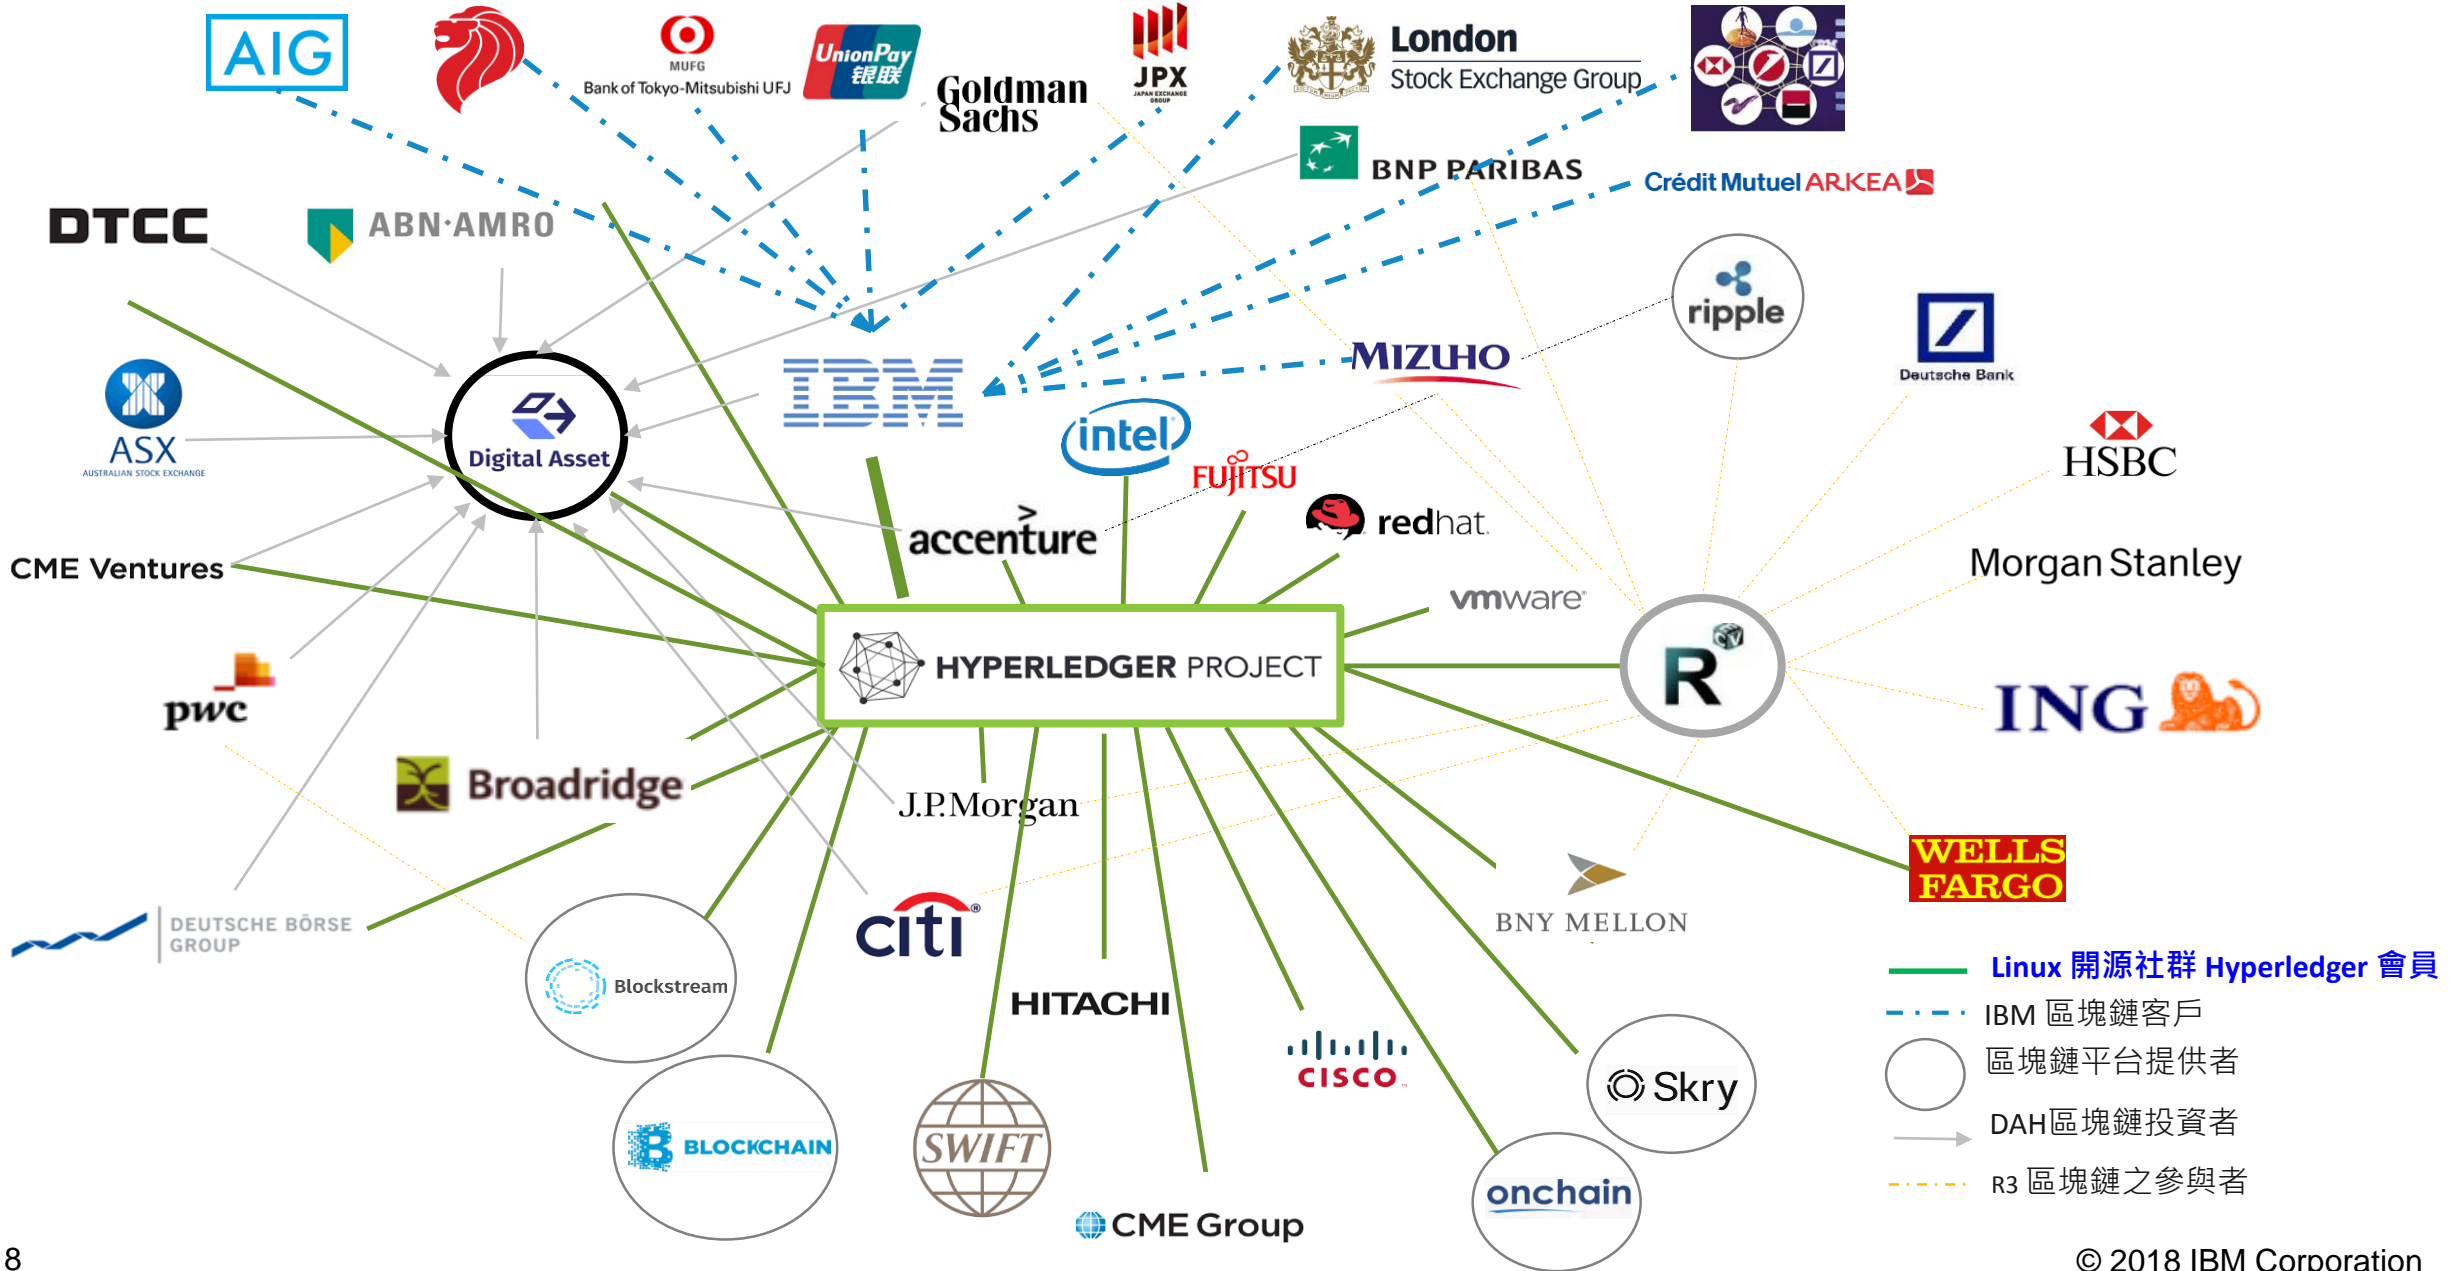 AIG
MUFG
Bank of Tokyo-Mitsubishi UFJ
UnionPay
银联
Goldman
Sachs
JPX
JAPAN EXCHANGE
GROUP
London
Stock Exchange Group
BNP PARIBAS
Crédit Mutuel ARKEA
DTCC
ABN·AMRO
ripple
Deutsche Bank
MIZUHO
IBM
intel
ASX
AUSTRALIAN STOCK EXCHANGE
Digital Asset
FUJITSU
HSBC
redhat.
accenture
CME Ventures
Morgan Stanley
vmware®
HYPERLEDGER PROJECT
R
CEV
pwc
ING
Broadridge
J.P.Morgan
WELLS
FARGO
DEUTSCHE BÖRSE
GROUP
citi®
BNY MELLON
Blockstream
HITACHI
CISCO
Skry
BLOCKCHAIN
SWIFT
onchain
CME Group
Linux 開源社群 Hyperledger 會員
IBM 區塊鏈客戶
區塊鏈平台提供者
DAH區塊鏈投資者
R3 區塊鏈之參與者
8
© 2018 IBM Corporation